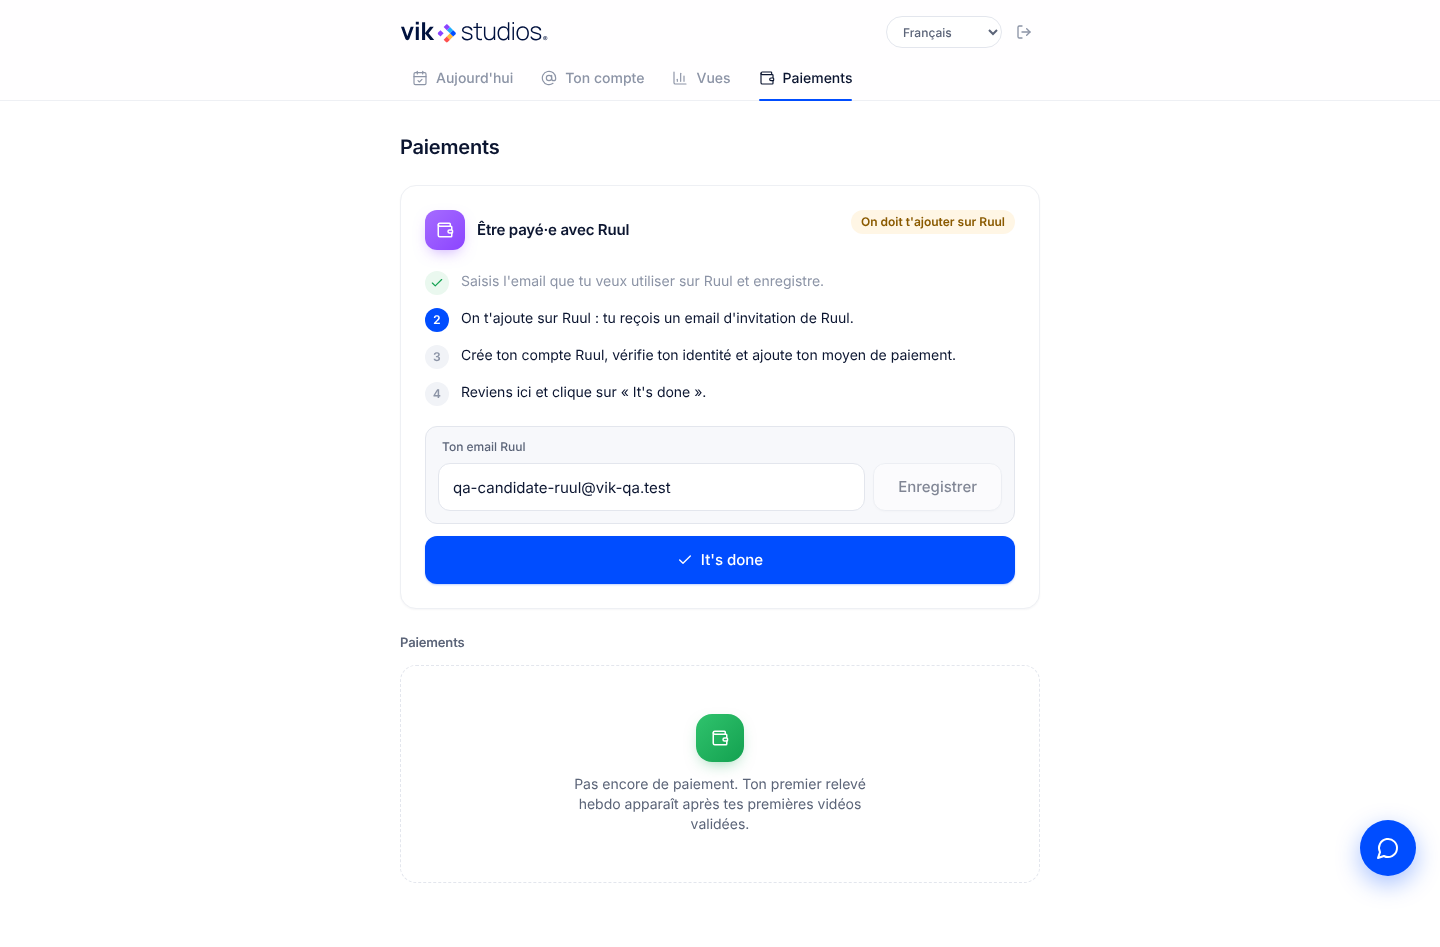 vik studios®
Français
Aujourd'hui
Ton compte
Vues
Paiements
Paiements
Être payé·e avec Ruul
On doit t'ajouter sur Ruul
Saisis l'email que tu veux utiliser sur Ruul et enregistre.
2 On t'ajoute sur Ruul : tu reçois un email d'invitation de Ruul.
3 Crée ton compte Ruul, vérifie ton identité et ajoute ton moyen de paiement.
4 Reviens ici et clique sur « It's done ».
Ton email Ruul
qa-candidate-ruul@vik-qa.test
Enregistrer
It's done
Paiements
Pas encore de paiement. Ton premier relevé
hebdo apparaît après tes premières vidéos
validées.